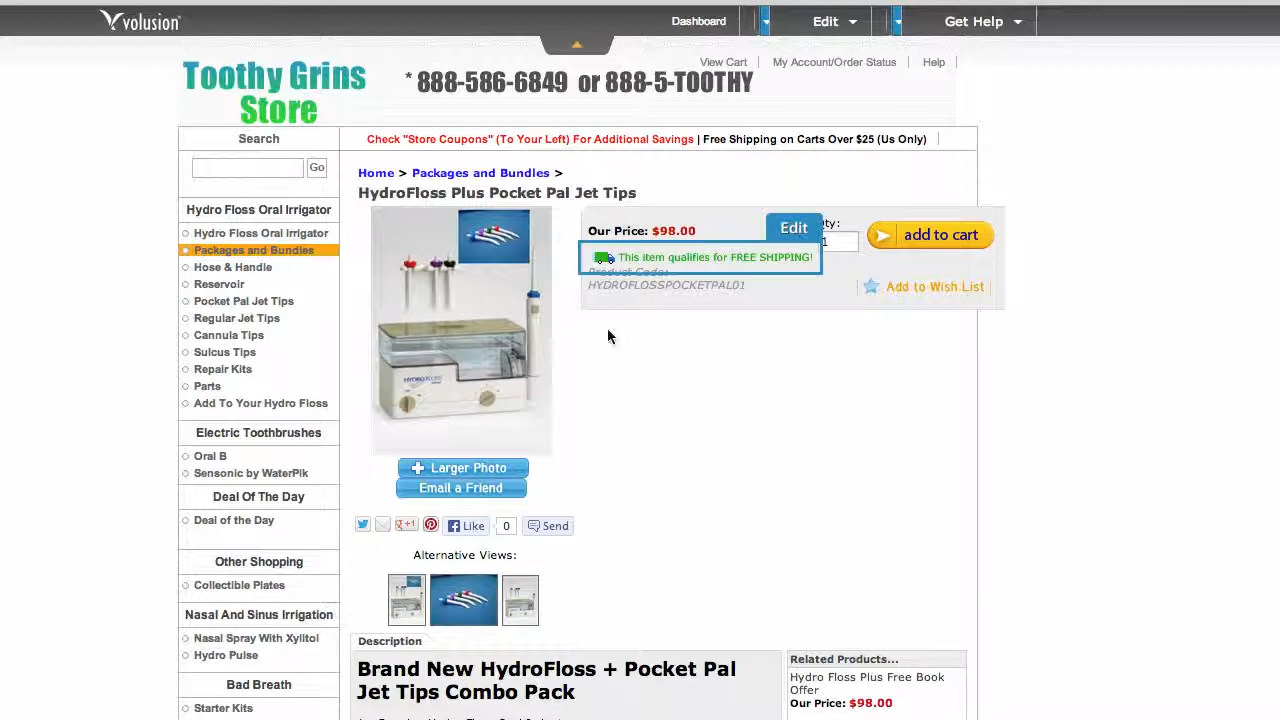 volusion
Dashboard
Edit
Get Help
View Cart
My Account/Order Status
Help
Toothy Grins
Store
* 888-586-6849 or 888-5-TOOTHY
Search
Check "Store Coupons" (To Your Left) For Additional Savings | Free Shipping on Carts Over $25 (Us Only)
Go
Home > Packages and Bundles >
HydroFloss Plus Pocket Pal Jet Tips
Hydro Floss Oral Irrigator
Hydro Floss Oral Irrigator
Packages and Bundles
Hose & Handle
Reservoir
Pocket Pal Jet Tips
Regular Jet Tips
Cannula Tips
Sulcus Tips
Repair Kits
Parts
Add To Your Hydro Floss
Electric Toothbrushes
Oral B
Sensonic by WaterPik
Deal Of The Day
Deal of the Day
Other Shopping
Collectible Plates
Nasal And Sinus Irrigation
Nasal Spray With Xylitol
Hydro Pulse
Bad Breath
Starter Kits
HYDRO FLOSS
Our Price: $98.00
Edit
ty:
1
add to cart
This item qualifies for FREE SHIPPING!
Product Code:
HYDROFLOSSPOCKETPAL01
Add to Wish List
Larger Photo
Email a Friend
g+1
Like
0
Send
Alternative Views:
Description
Brand New HydroFloss + Pocket Pal
Jet Tips Combo Pack
Related Products...
Hydro Floss Plus Free Book
Offer
Our Price: $98.00